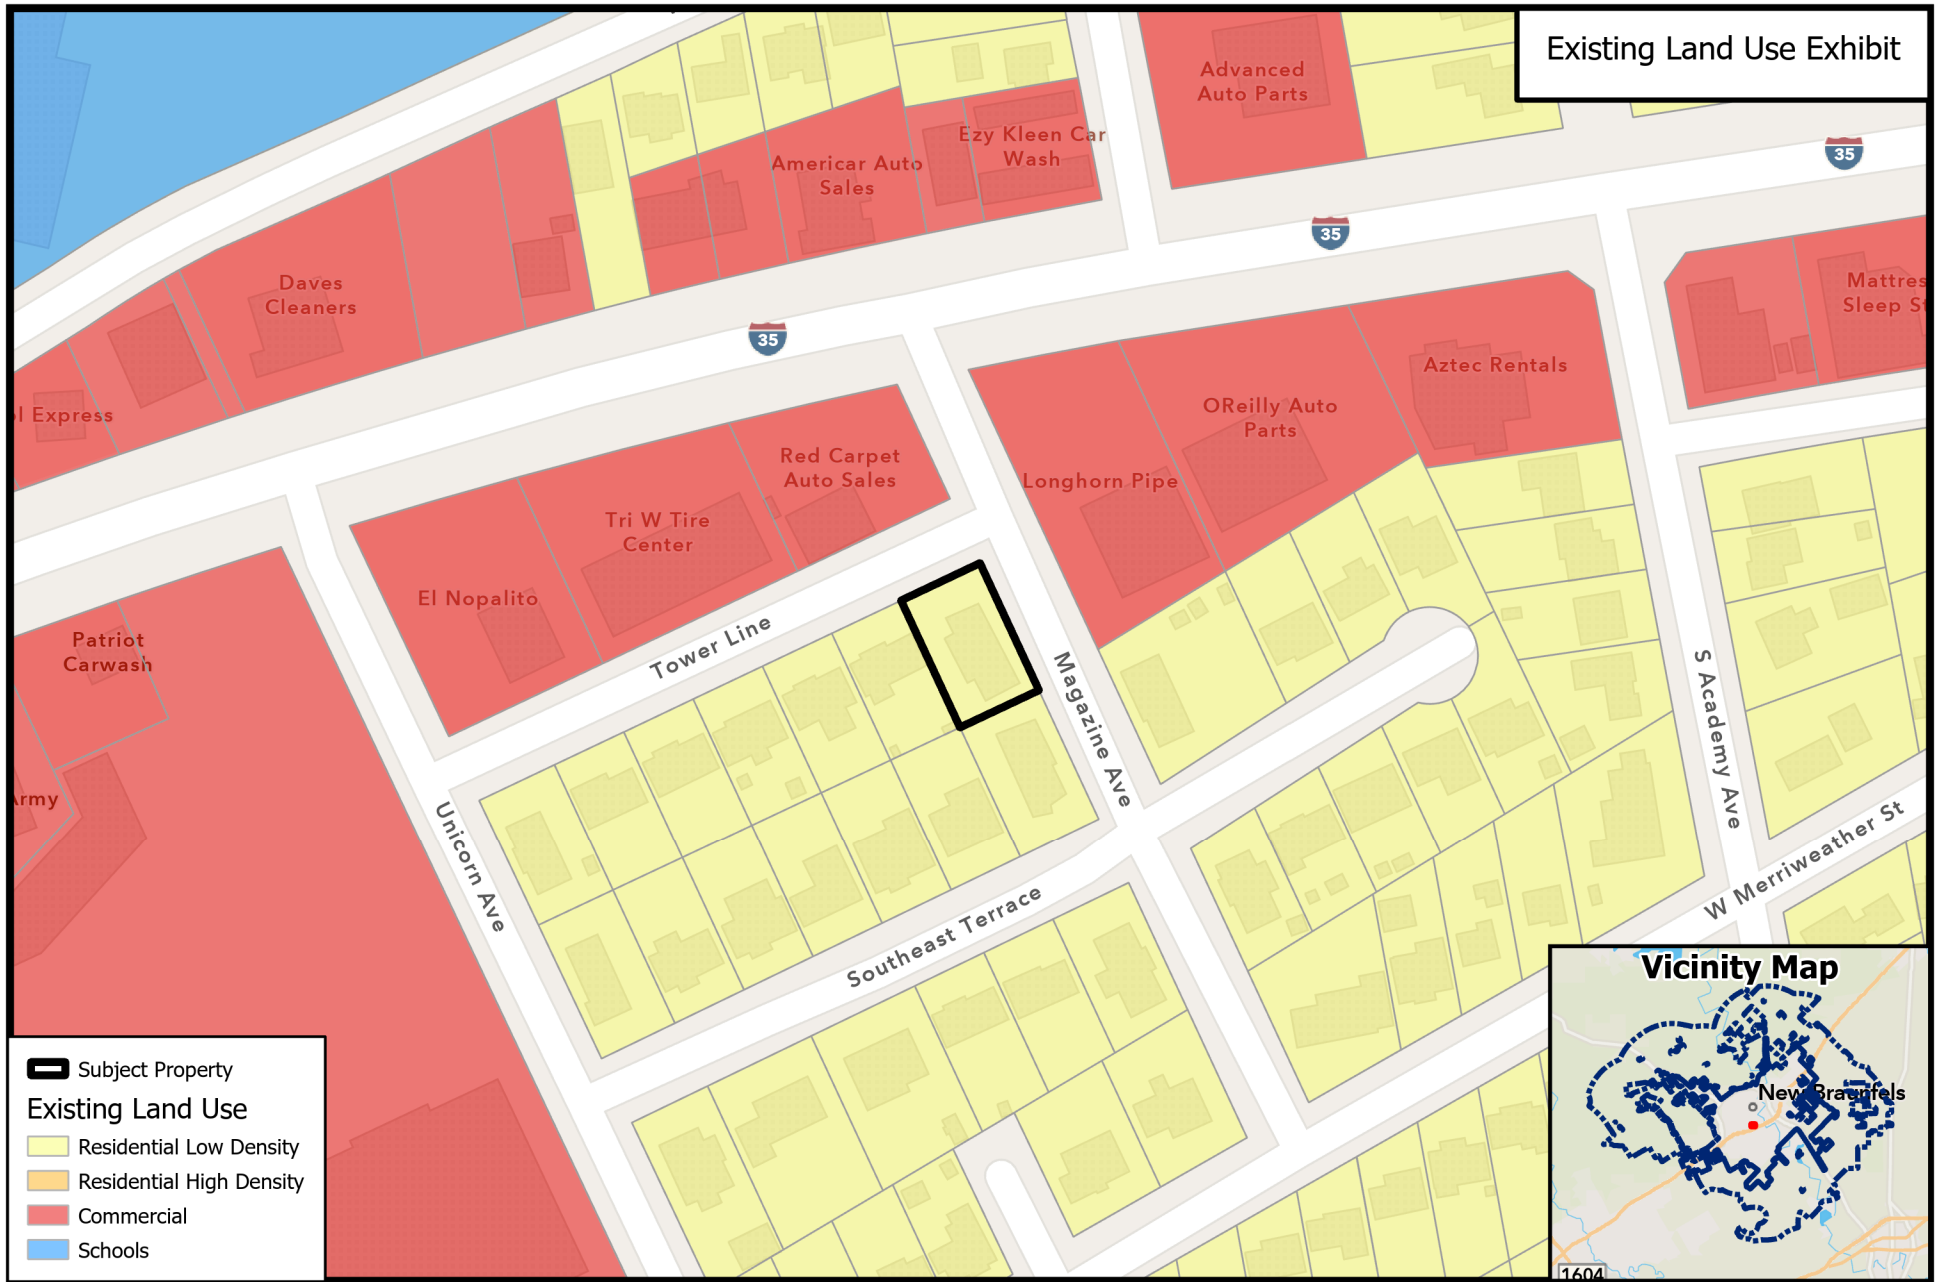 Existing Land Use Exhibit
Advanced
Auto Parts
Ezy Kleen Car
Wash
Americar Auto
Sales
35
35
35
Daves
Cleaners
l Express
Mattres
Sleep St
Aztec Rentals
OReilly Auto
Parts
Longhorn Pipe
Red Carpet
Auto Sales
Tri W Tire
Center
El Nopalito
Patriot
Carwash
Army
Tower Line
Magazine Ave
Unicorn Ave
Southeast Terrace
S Academy Ave
W Merriweather St
Subject Property
Existing Land Use
Residential Low Density
Residential High Density
Commercial
Schools
Vicinity Map
New Braunfels
1604